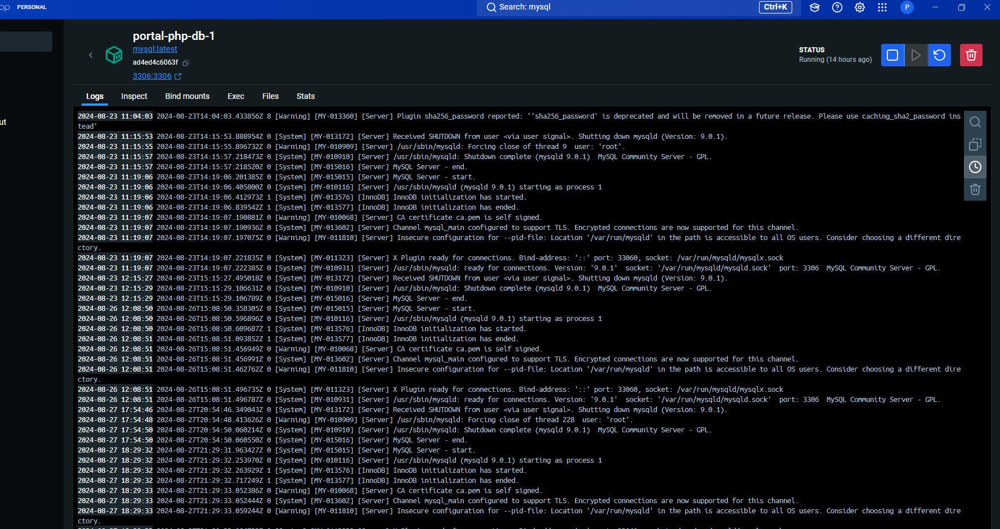 op PERSONAL
Search: mysql
Ctrl+K
P
ut
portal-php-db-1
mysql:latest
ad4ed4c6063f
3306:3306
STATUS
Running (14 hours ago)
Logs Inspect Bind mounts Exec Files Stats
2024-08-23 11:04:03 2024-08-23T14:04:03.433856Z 8 [Warning] [MY-013360] [Server] Plugin sha256_password reported: ''sha256_password' is deprecated and will be removed in a future release. Please use caching_sha2_password ins
tead'
2024-08-23 11:15:53 2024-08-23T14:15:53.888954Z 0 [System] [MY-013172] [Server] Received SHUTDOWN from user <via user signal>. Shutting down mysqld (Version: 9.0.1).
2024-08-23 11:15:55 2024-08-23T14:15:55.896732Z 0 [Warning] [MY-010909] [Server] /usr/sbin/mysqld: Forcing close of thread 9  user: 'root'.
2024-08-23 11:15:57 2024-08-23T14:15:57.218473Z 0 [System] [MY-010910] [Server] /usr/sbin/mysqld: Shutdown complete (mysqld 9.0.1)  MySQL Community Server - GPL.
2024-08-23 11:15:57 2024-08-23T14:15:57.218520Z 0 [System] [MY-015016] [Server] MySQL Server - end.
2024-08-23 11:19:06 2024-08-23T14:19:06.201385Z 0 [System] [MY-015015] [Server] MySQL Server - start.
2024-08-23 11:19:06 2024-08-23T14:19:06.405800Z 0 [System] [MY-010116] [Server] /usr/sbin/mysqld (mysqld 9.0.1) starting as process 1
2024-08-23 11:19:06 2024-08-23T14:19:06.412973Z 1 [System] [MY-013576] [InnoDB] InnoDB initialization has started.
2024-08-23 11:19:06 2024-08-23T14:19:06.839542Z 1 [System] [MY-013577] [InnoDB] InnoDB initialization has ended.
2024-08-23 11:19:07 2024-08-23T14:19:07.190881Z 0 [Warning] [MY-010068] [Server] CA certificate ca.pem is self signed.
2024-08-23 11:19:07 2024-08-23T14:19:07.190936Z 0 [System] [MY-013602] [Server] Channel mysql_main configured to support TLS. Encrypted connections are now supported for this channel.
2024-08-23 11:19:07 2024-08-23T14:19:07.197075Z 0 [Warning] [MY-011810] [Server] Insecure configuration for --pid-file: Location '/var/run/mysqld' in the path is accessible to all OS users. Consider choosing a different dire
ctory.
2024-08-23 11:19:07 2024-08-23T14:19:07.221835Z 0 [System] [MY-011323] [Server] X Plugin ready for connections. Bind-address: '::' port: 33060, socket: /var/run/mysqld/mysqlx.sock
2024-08-23 11:19:07 2024-08-23T14:19:07.222385Z 0 [System] [MY-010931] [Server] /usr/sbin/mysqld: ready for connections. Version: '9.0.1'  socket: '/var/run/mysqld/mysqld.sock'  port: 3306  MySQL Community Server - GPL.
2024-08-23 12:15:27 2024-08-23T15:15:27.495018Z 0 [System] [MY-013172] [Server] Received SHUTDOWN from user <via user signal>. Shutting down mysqld (Version: 9.0.1).
2024-08-23 12:15:29 2024-08-23T15:15:29.106631Z 0 [System] [MY-010910] [Server] /usr/sbin/mysqld: Shutdown complete (mysqld 9.0.1)  MySQL Community Server - GPL.
2024-08-23 12:15:29 2024-08-23T15:15:29.106789Z 0 [System] [MY-015016] [Server] MySQL Server - end.
2024-08-26 12:08:50 2024-08-26T15:08:50.358305Z 0 [System] [MY-015015] [Server] MySQL Server - start.
2024-08-26 12:08:50 2024-08-26T15:08:50.596896Z 0 [System] [MY-010116] [Server] /usr/sbin/mysqld (mysqld 9.0.1) starting as process 1
2024-08-26 12:08:50 2024-08-26T15:08:50.609687Z 1 [System] [MY-013576] [InnoDB] InnoDB initialization has started.
2024-08-26 12:08:51 2024-08-26T15:08:51.093852Z 1 [System] [MY-013577] [InnoDB] InnoDB initialization has ended.
2024-08-26 12:08:51 2024-08-26T15:08:51.456949Z 0 [Warning] [MY-010068] [Server] CA certificate ca.pem is self signed.
2024-08-26 12:08:51 2024-08-26T15:08:51.456991Z 0 [System] [MY-013602] [Server] Channel mysql_main configured to support TLS. Encrypted connections are now supported for this channel.
2024-08-26 12:08:51 2024-08-26T15:08:51.462762Z 0 [Warning] [MY-011810] [Server] Insecure configuration for --pid-file: Location '/var/run/mysqld' in the path is accessible to all OS users. Consider choosing a different dire
ctory.
2024-08-26 12:08:51 2024-08-26T15:08:51.496735Z 0 [System] [MY-011323] [Server] X Plugin ready for connections. Bind-address: '::' port: 33060, socket: /var/run/mysqld/mysqlx.sock
2024-08-26 12:08:51 2024-08-26T15:08:51.496787Z 0 [System] [MY-010931] [Server] /usr/sbin/mysqld: ready for connections. Version: '9.0.1'  socket: '/var/run/mysqld/mysqld.sock'  port: 3306  MySQL Community Server - GPL.
2024-08-27 17:54:46 2024-08-27T20:54:46.349043Z 0 [System] [MY-013172] [Server] Received SHUTDOWN from user <via user signal>. Shutting down mysqld (Version: 9.0.1).
2024-08-27 17:54:48 2024-08-27T20:54:48.413626Z 0 [Warning] [MY-010909] [Server] /usr/sbin/mysqld: Forcing close of thread 228  user: 'root'.
2024-08-27 17:54:50 2024-08-27T20:54:50.060214Z 0 [System] [MY-010910] [Server] /usr/sbin/mysqld: Shutdown complete (mysqld 9.0.1)  MySQL Community Server - GPL.
2024-08-27 17:54:50 2024-08-27T20:54:50.060550Z 0 [System] [MY-015016] [Server] MySQL Server - end.
2024-08-27 18:29:32 2024-08-27T21:29:31.963427Z 0 [System] [MY-015015] [Server] MySQL Server - start.
2024-08-27 18:29:32 2024-08-27T21:29:32.253970Z 0 [System] [MY-010116] [Server] /usr/sbin/mysqld (mysqld 9.0.1) starting as process 1
2024-08-27 18:29:32 2024-08-27T21:29:32.263929Z 1 [System] [MY-013576] [InnoDB] InnoDB initialization has started.
2024-08-27 18:29:32 2024-08-27T21:29:32.717249Z 1 [System] [MY-013577] [InnoDB] InnoDB initialization has ended.
2024-08-27 18:29:33 2024-08-27T21:29:33.052386Z 0 [Warning] [MY-010068] [Server] CA certificate ca.pem is self signed.
2024-08-27 18:29:33 2024-08-27T21:29:33.052444Z 0 [System] [MY-013602] [Server] Channel mysql_main configured to support TLS. Encrypted connections are now supported for this channel.
2024-08-27 18:29:33 2024-08-27T21:29:33.059244Z 0 [Warning] [MY-011810] [Server] Insecure configuration for --pid-file: Location '/var/run/mysqld' in the path is accessible to all OS users. Consider choosing a different dire
ctory.